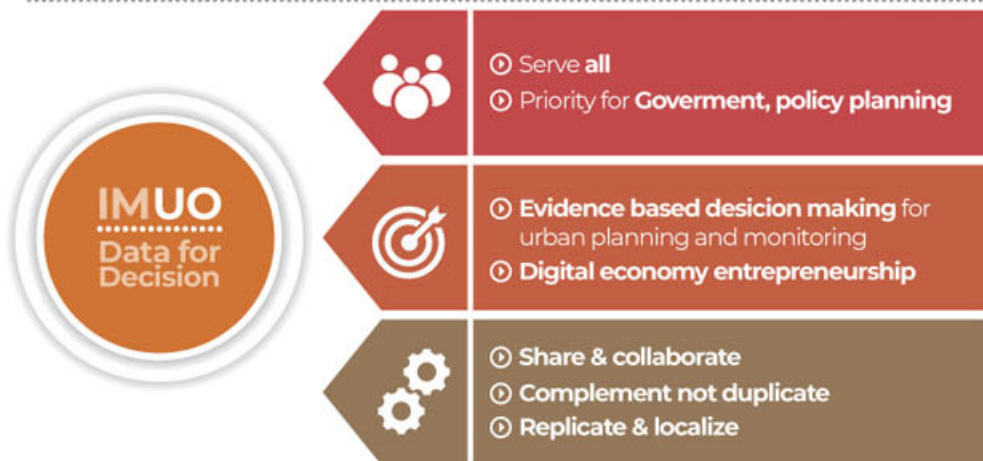 IMUO
Data for
Decision
Serve all
Priority for Goverment, policy planning
Evidence based desicion making for
urban planning and monitoring
Digital economy entrepreneurship
Share & collaborate
Complement not duplicate
Replicate & localize